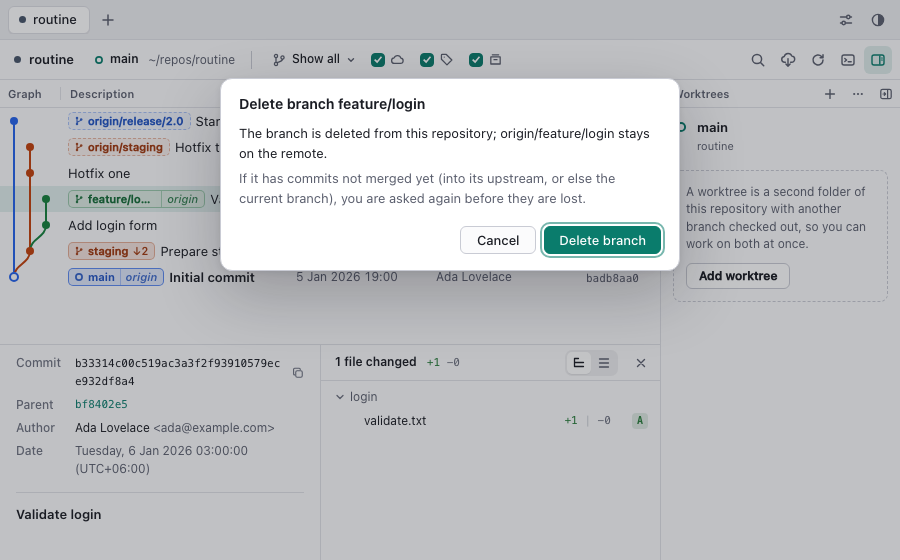 routine
routine
main
~/repos/routine
Show all
Graph
Description
Worktrees
origin/release/2.0
origin/staging
Hotfix one
feature/lo...
origin
Add login form
staging ↓2
main
origin
Initial commit
5 Jan 2026 19:00
Ada Lovelace
badb8aa0
Delete branch feature/login
The branch is deleted from this repository; origin/feature/login stays
on the remote.
If it has commits not merged yet (into its upstream, or else the
current branch), you are asked again before they are lost.
Cancel
Delete branch
main
routine
A worktree is a second folder of
this repository with another
branch checked out, so you can
work on both at once.
Add worktree
Commit
b33314c00c519ac3a3f2f93910579ec
e932df8a4
Parent
bf8402e5
Author
Ada Lovelace <ada@example.com>
Date
Tuesday, 6 Jan 2026 03:00:00
(UTC+06:00)
Validate login
1 file changed
+1 −0
login
validate.txt
+1
−0
A